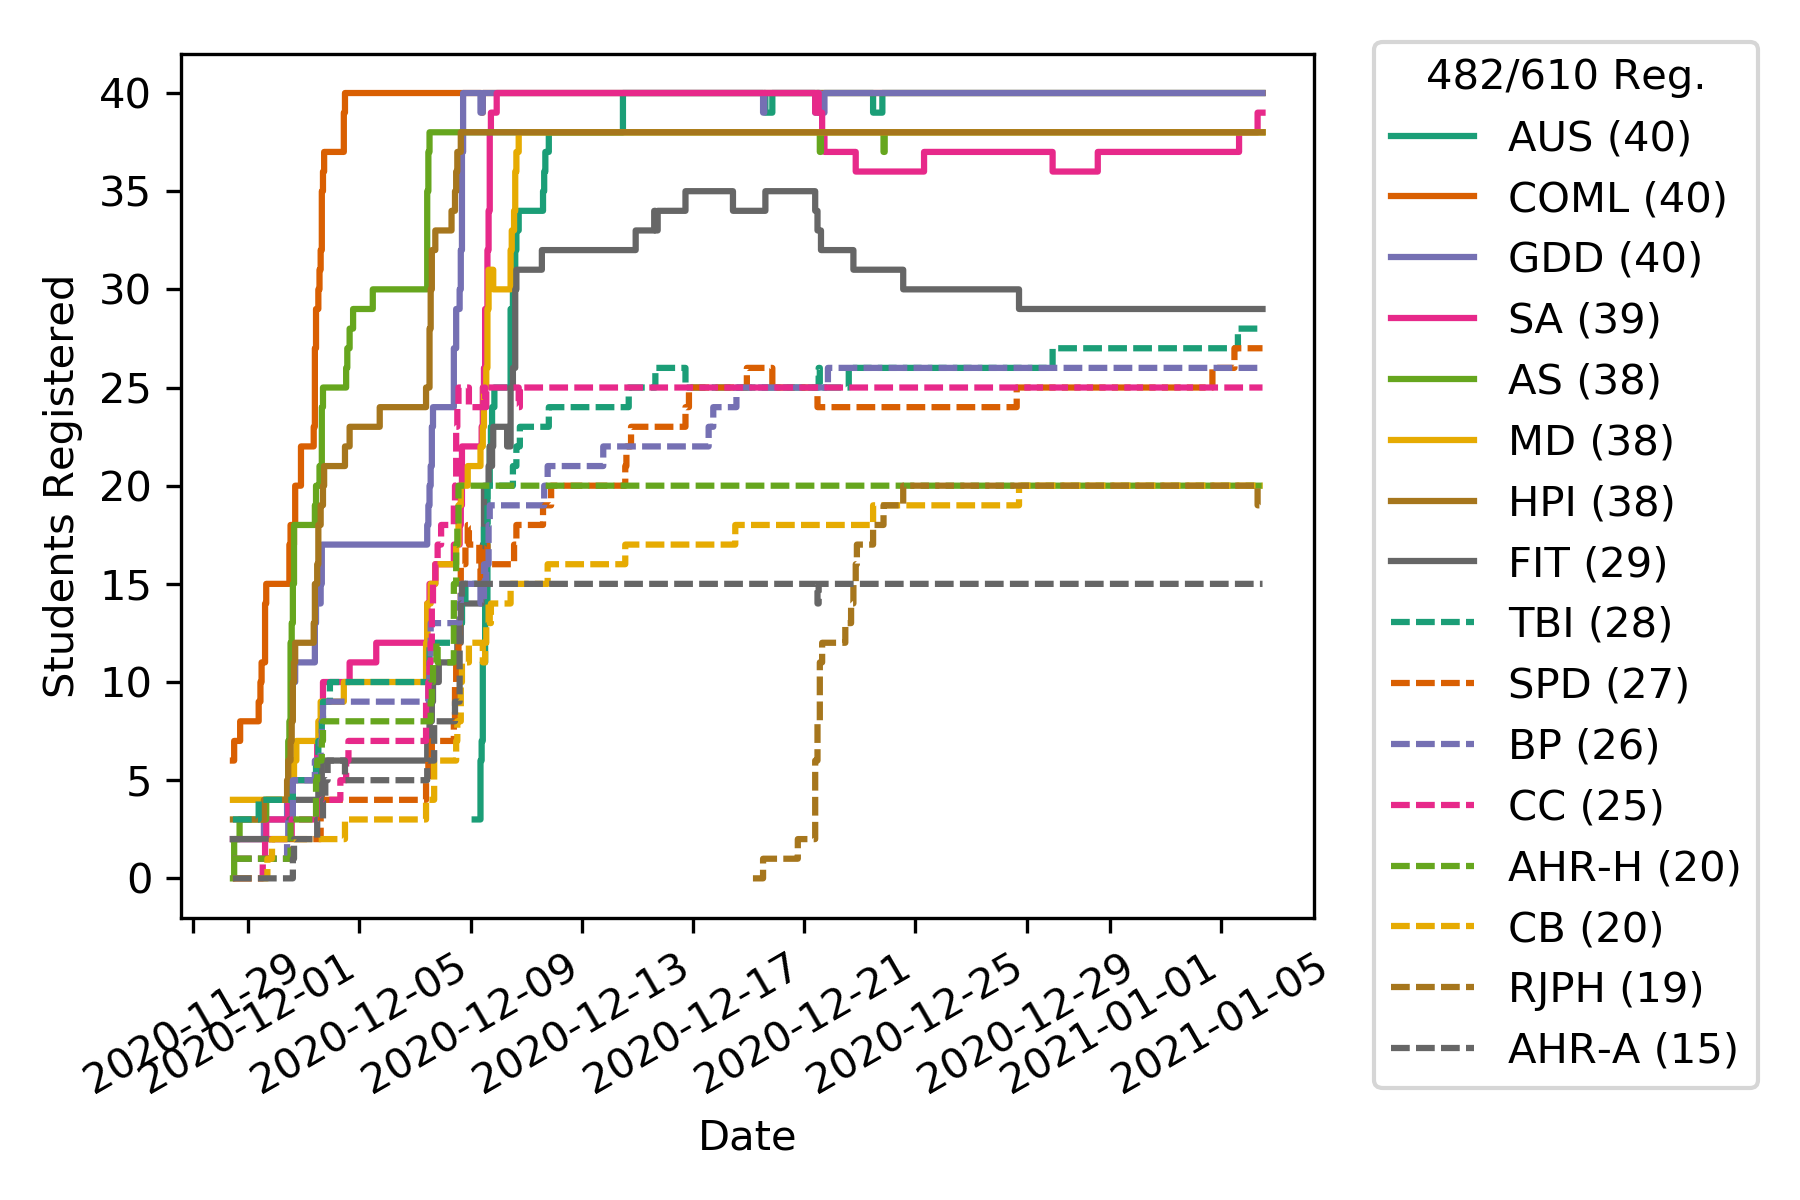 40
35
30
25
20
15
10
5
0
Students Registered
2020-11-29
2020-12-01
2020-12-05
2020-12-09
2020-12-13
2020-12-17
2020-12-21
2020-12-25
2020-12-29
2021-01-01
2021-01-05
Date
482/610 Reg.
AUS (40)
COML (40)
GDD (40)
SA (39)
AS (38)
MD (38)
HPI (38)
FIT (29)
TBI (28)
SPD (27)
BP (26)
CC (25)
AHR-H (20)
CB (20)
RJPH (19)
AHR-A (15)